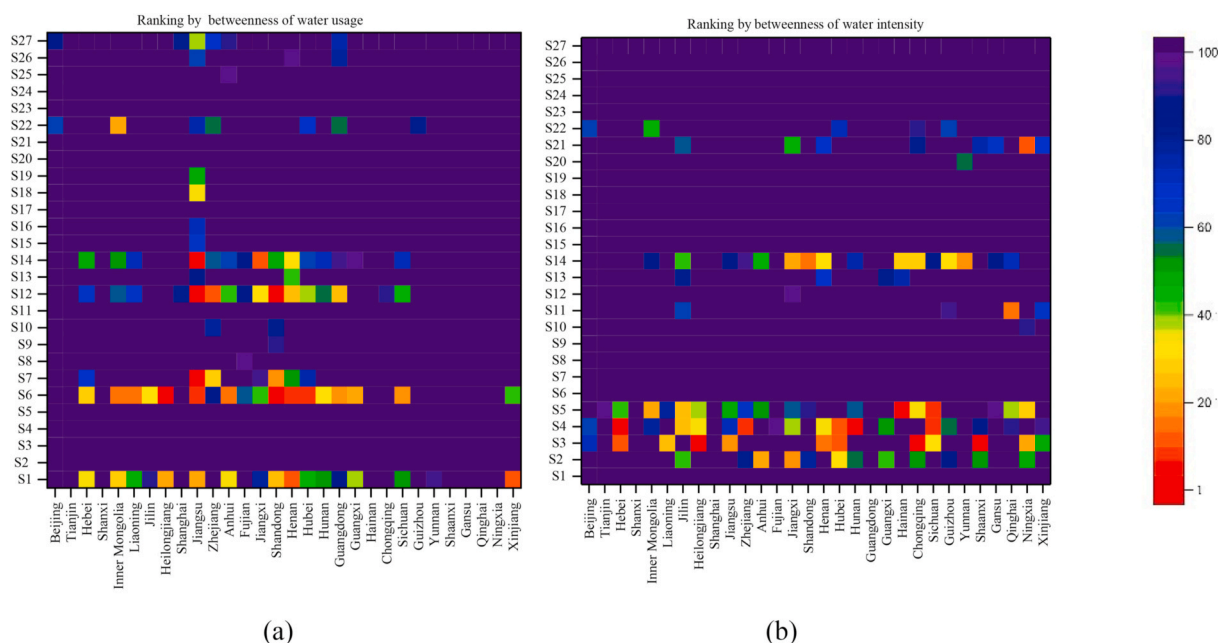 Ranking by betweenness of water usage
S27
S26
S25
S24
S23
S22
S21
S20
S19
S18
S17
S16
S15
S14
S13
S12
S11
S10
S9
S8
S7
S6
S5
S4
S3
S2
S1
Beijing
Tianjin
Hebei
Shanxi
Inner Mongolia
Liaoning
Jilin
Heilongjiang
Shanghai
Jiangsu
Zhejiang
Anhui
Fujian
Jiangxi
Shandong
Henan
Hubei
Hunan
Guangdong
Guangxi
Hainan
Chongqing
Sichuan
Guizhou
Yunnan
Shaanxi
Gansu
Qinghai
Ningxia
Xinjiang
(a)
Ranking by betweenness of water intensity
S27
S26
S25
S24
S23
S22
S21
S20
S19
S18
S17
S16
S15
S14
S13
S12
S11
S10
S9
S8
S7
S6
S5
S4
S3
S2
S1
Beijing
Tianjin
Hebei
Shanxi
Inner Mongolia
Liaoning
Jilin
Heilongjiang
Shanghai
Jiangsu
Zhejiang
Anhui
Fujian
Jiangxi
Shandong
Henan
Hubei
Hunan
Guangdong
Guangxi
Hainan
Chongqing
Sichuan
Guizhou
Yunnan
Shaanxi
Gansu
Qinghai
Ningxia
Xinjiang
(b)
100
80
60
40
20
1